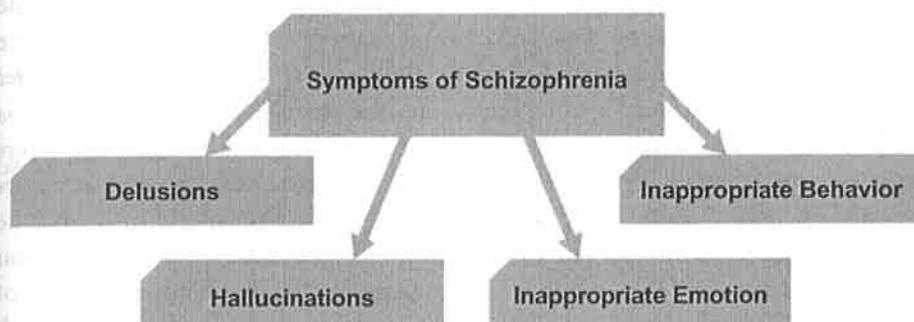 Symptoms of Schizophrenia
Delusions
Inappropriate Behavior
Hallucinations
Inappropriate Emotion